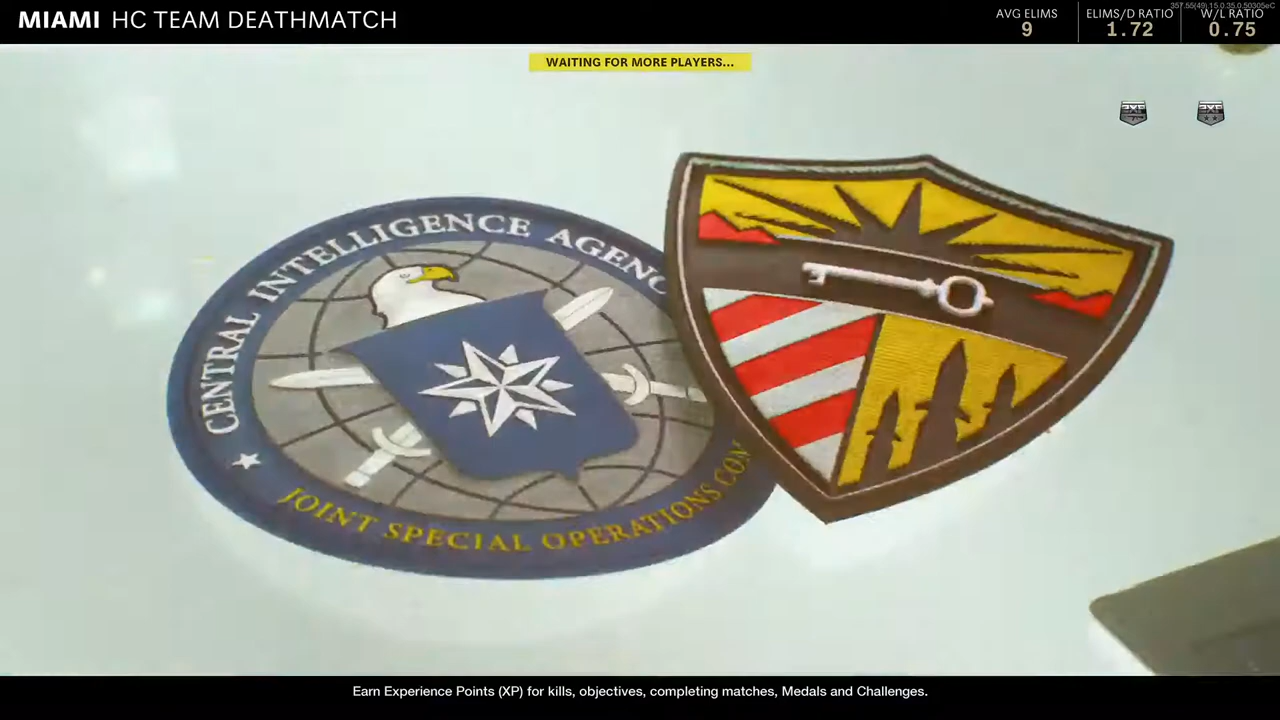 MIAMI HC TEAM DEATHMATCH
AVG ELIMS
9
ELIMS/D RATIO
1.72
W/L RATIO
0.75
WAITING FOR MORE PLAYERS...
CENTRAL INTELLIGENCE AGENC
JOINT SPECIAL OPERATIONS COM
Earn Experience Points (XP) for kills, objectives, completing matches, Medals and Challenges.